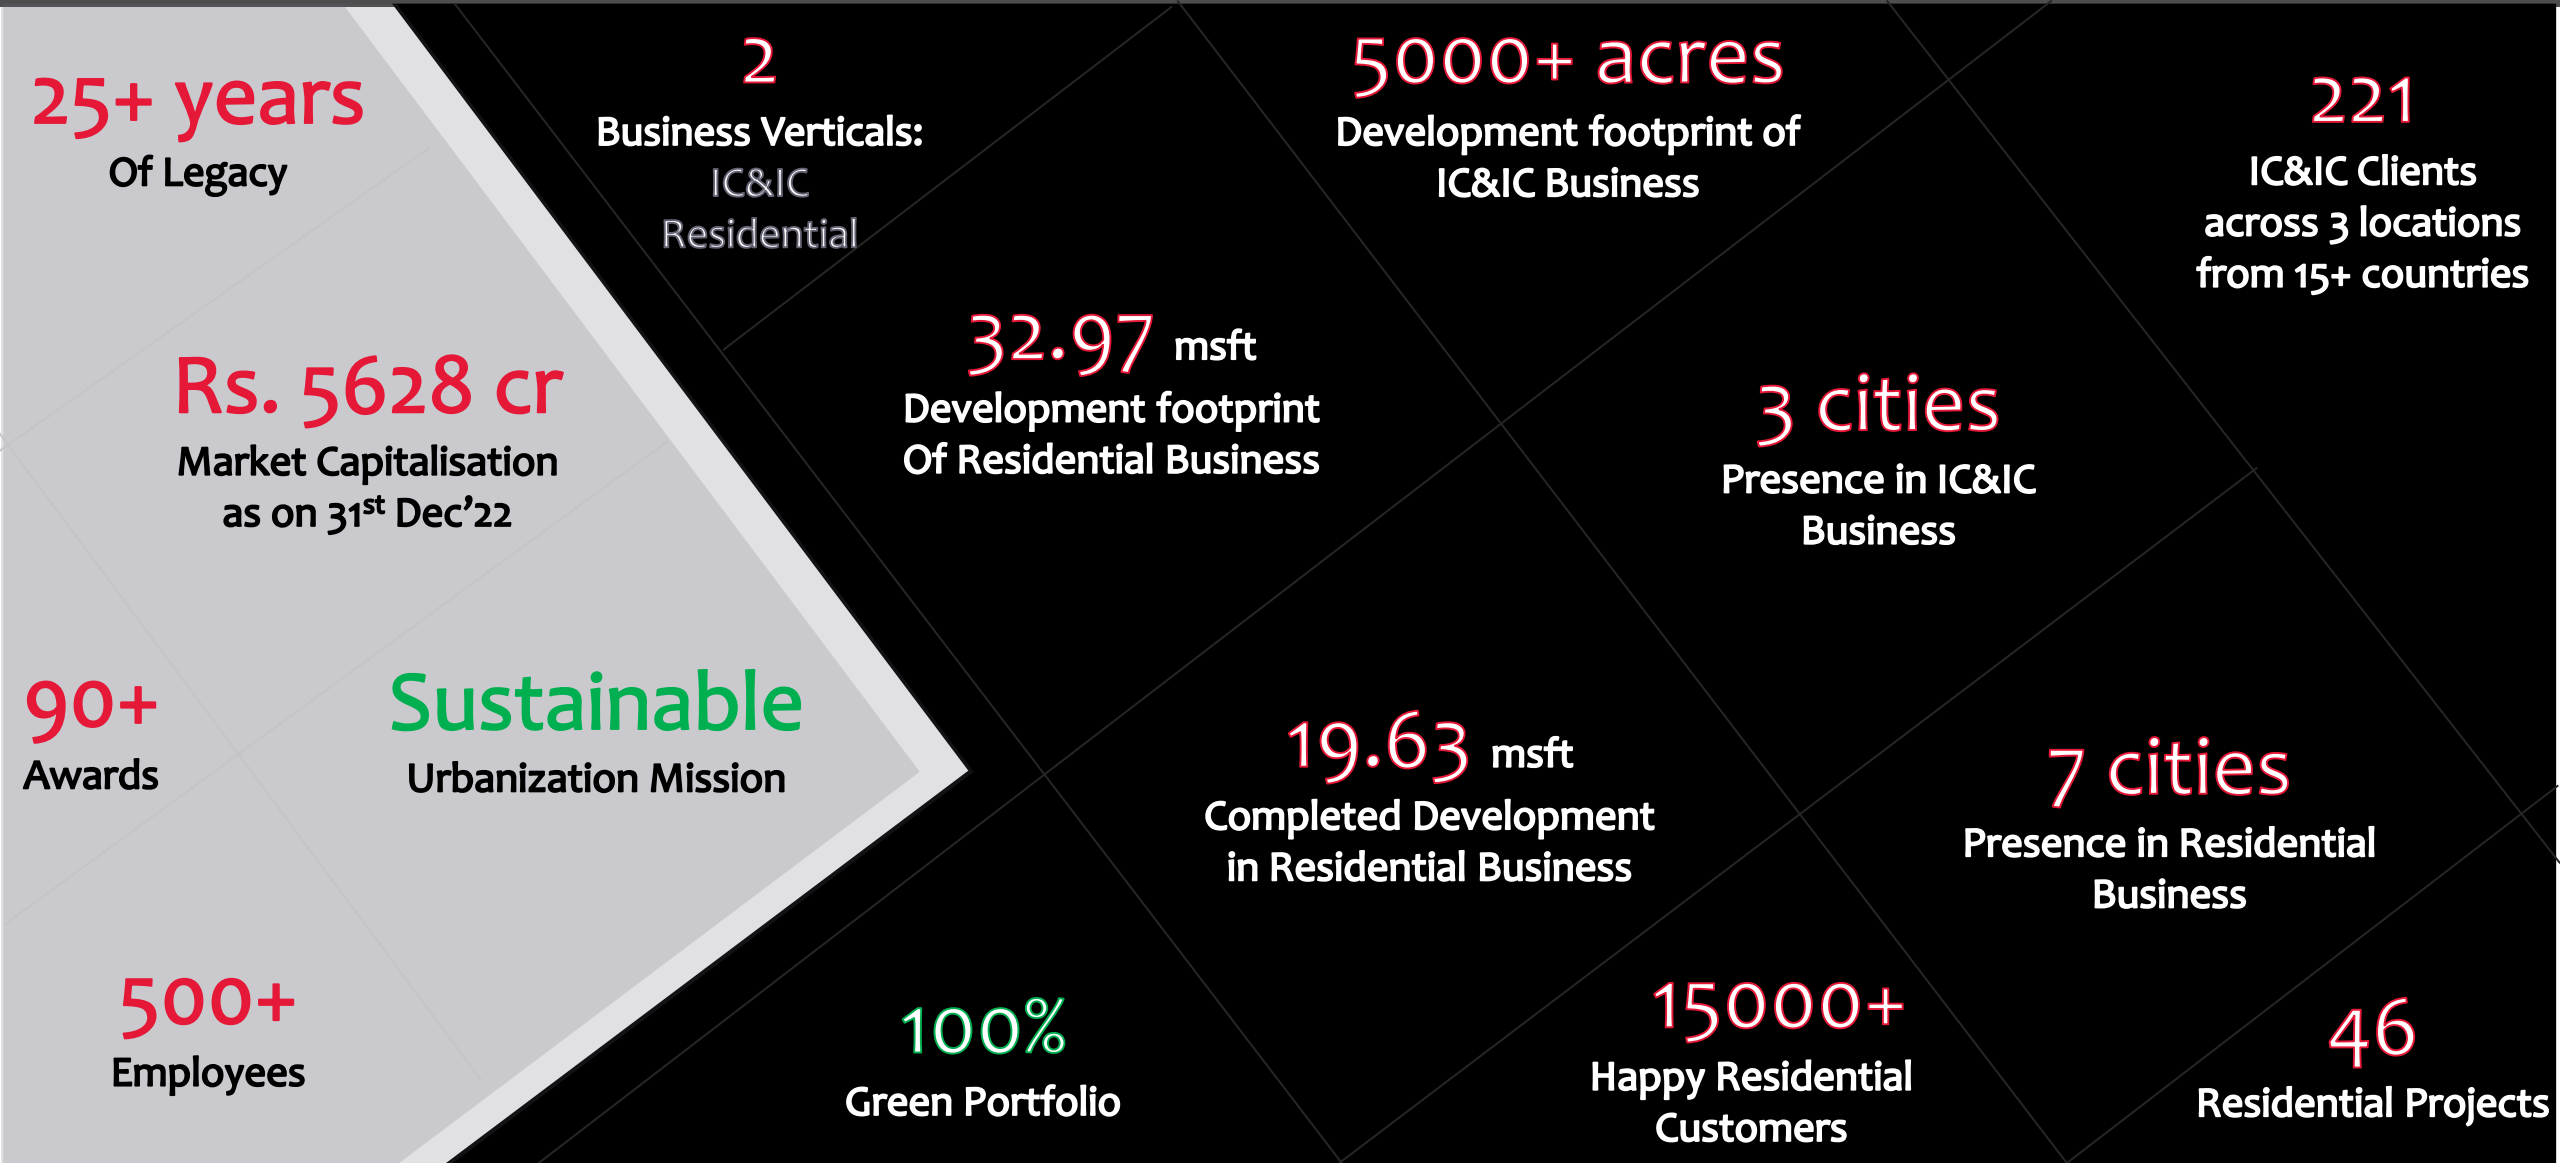 25+ years
Of Legacy
Rs. 5628 cr
Market Capitalisation
as on 31st Dec’22
90+
Awards
Sustainable
Urbanization Mission
500+
Employees
2
Business Verticals:
IC&IC
Residential
5000+ acres
Development footprint of
IC&IC Business
221
IC&IC Clients
across 3 locations
from 15+ countries
32.97 msft
Development footprint
Of Residential Business
3 cities
Presence in IC&IC
Business
19.63 msft
Completed Development
in Residential Business
7 cities
Presence in Residential
Business
100%
Green Portfolio
15000+
Happy Residential
Customers
46
Residential Projects